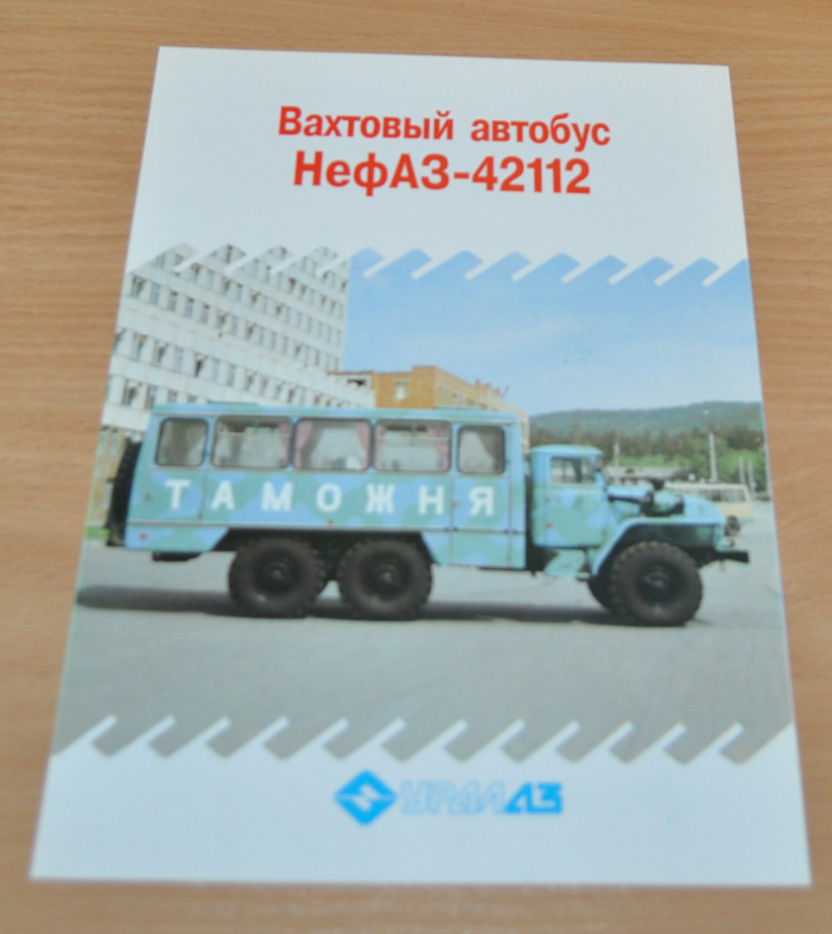 Вахтовый автобус
НефАЗ-42112
ТАМОЖНЯ
УРАЛАЗ